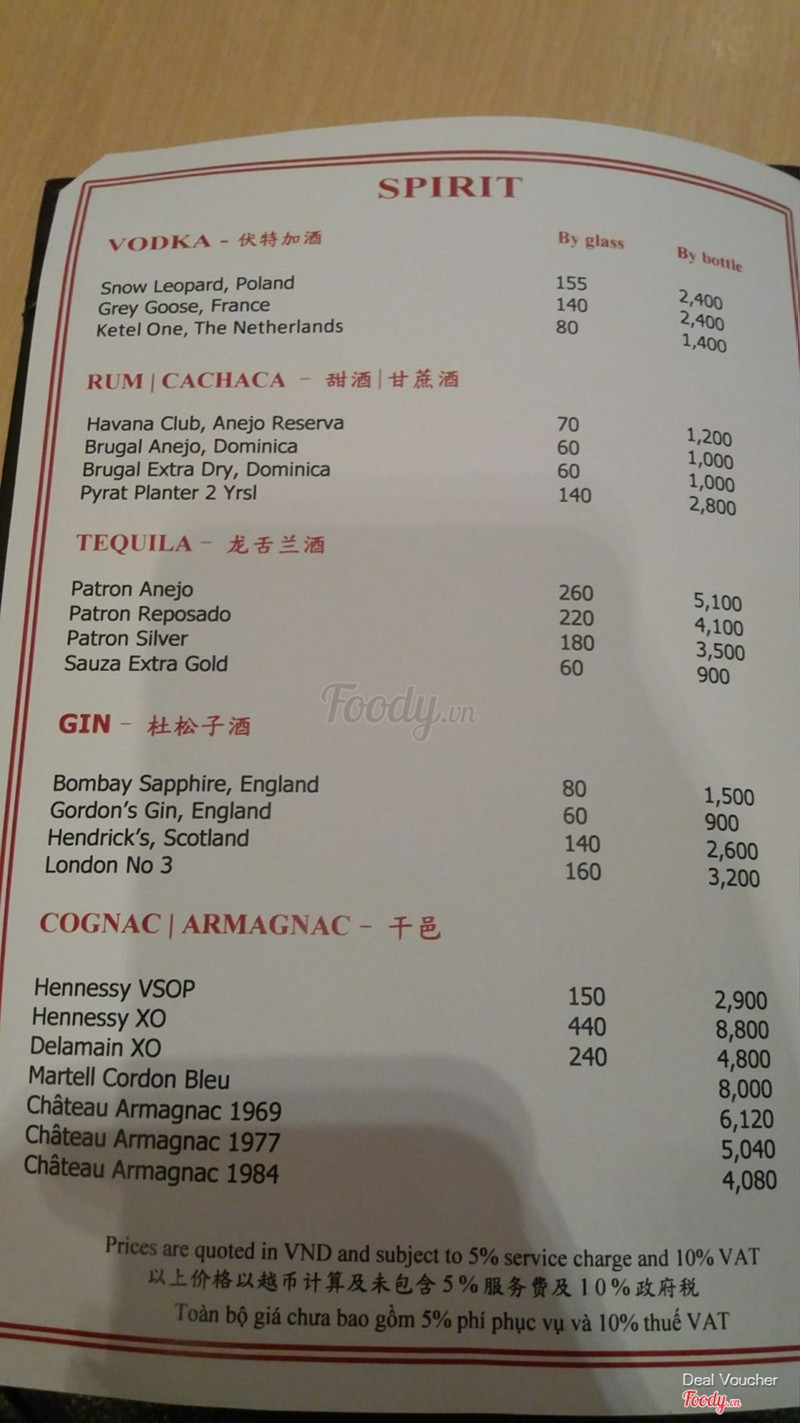 SPIRIT
VODKA - 伏特加酒 By glass By bottle
Snow Leopard, Poland 155 2,400
Grey Goose, France 140 2,400
Ketel One, The Netherlands 80 1,400
RUM | CACHACA - 甜酒|甘蔗酒
Havana Club, Anejo Reserva 70 1,200
Brugal Anejo, Dominica 60 1,000
Brugal Extra Dry, Dominica 60 1,000
Pyrat Planter 2 Yrsl 140 2,800
TEQUILA - 龙舌兰酒
Patron Anejo 260 5,100
Patron Reposado 220 4,100
Patron Silver 180 3,500
Sauza Extra Gold 60 900
Foody.vn
GIN - 杜松子酒
Bombay Sapphire, England 80 1,500
Gordon's Gin, England 60 900
Hendrick's, Scotland 140 2,600
London No 3 160 3,200
COGNAC | ARMAGNAC - 干邑
Hennessy VSOP 150 2,900
Hennessy XO 440 8,800
Delamain XO 240 4,800
Martell Cordon Bleu 8,000
Château Armagnac 1969 6,120
Château Armagnac 1977 5,040
Château Armagnac 1984 4,080
Prices are quoted in VND and subject to 5% service charge and 10% VAT
以上价格以越币计算及未包含5%服务费及10%政府税
Toàn bộ giá chưa bao gồm 5% phí phục vụ và 10% thuế VAT
Deal Voucher
Foody.vn